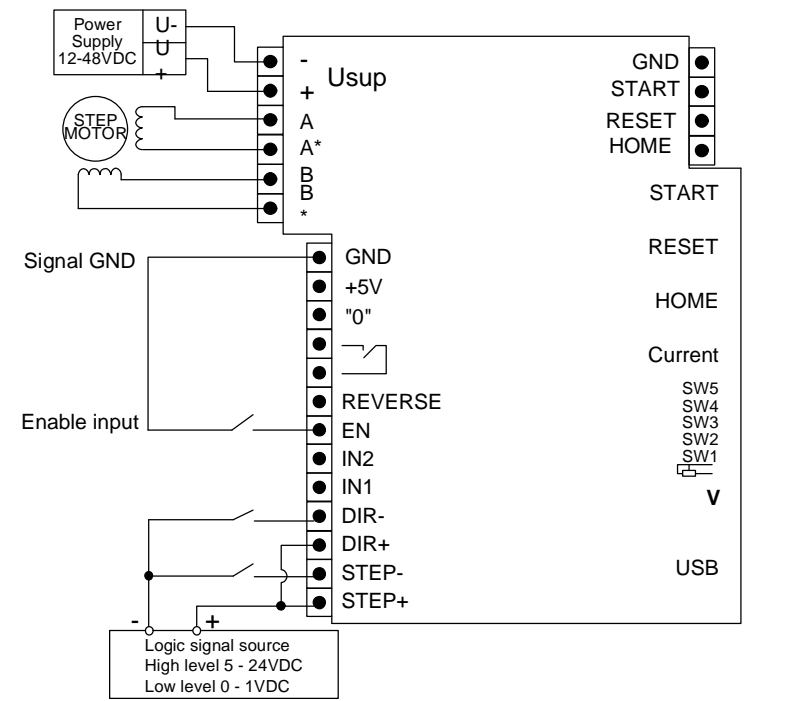 Power
Supply
12-48VDC
U-
U
+
-
+
Usup
STEP
MOTOR
A
A*
B
B
*
GND
START
RESET
HOME
START
RESET
HOME
Current
SW5
SW4
SW3
SW2
SW1
V
USB
Signal GND
GND
+5V
"0"
REVERSE
Enable input
EN
IN2
IN1
DIR-
DIR+
STEP-
STEP+
-
+
Logic signal source
High level 5 - 24VDC
Low level 0 - 1VDC